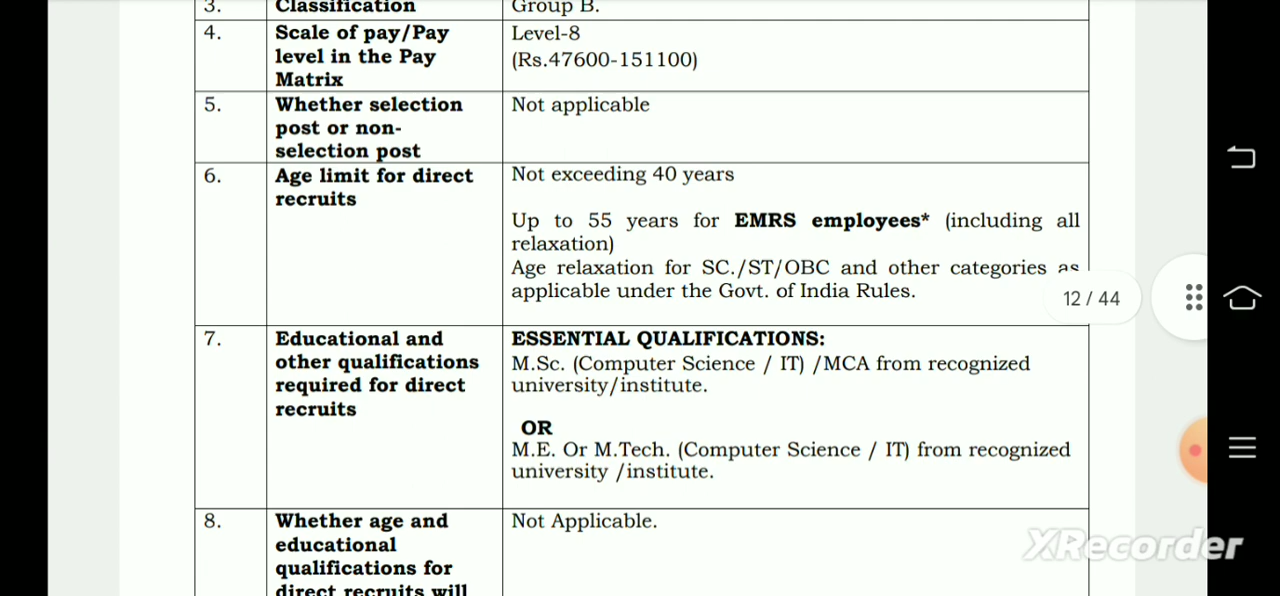 3. Classification Group B.
4. Scale of pay/Pay Level-8
level in the Pay (Rs.47600-151100)
Matrix
5. Whether selection Not applicable
post or non-
selection post
6. Age limit for direct Not exceeding 40 years
recruits
Up to 55 years for EMRS employees* (including all
relaxation)
Age relaxation for SC./ST/OBC and other categories as
applicable under the Govt. of India Rules.
12 / 44
7. Educational and ESSENTIAL QUALIFICATIONS:
other qualifications M.Sc. (Computer Science / IT) /MCA from recognized
required for direct university/institute.
recruits
OR
M.E. Or M.Tech. (Computer Science / IT) from recognized
university /institute.
8. Whether age and Not Applicable.
educational
qualifications for
direct recruits will
XRecorder